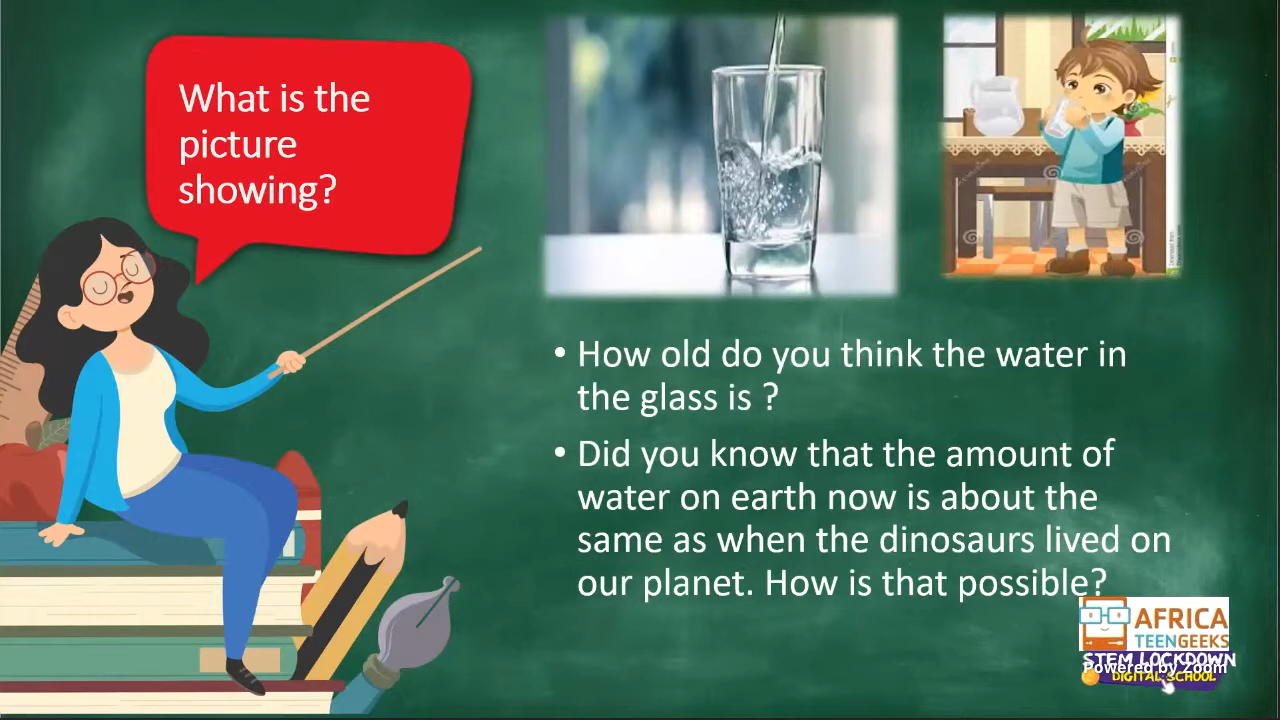 What is the
picture
showing?
• How old do you think the water in
the glass is ?
• Did you know that the amount of
water on earth now is about the
same as when the dinosaurs lived on
our planet. How is that possible?
AFRICA
TEENGEEKS
STEM LOCKDOWN
Powered by Zoom
DIGITAL SCHOOL